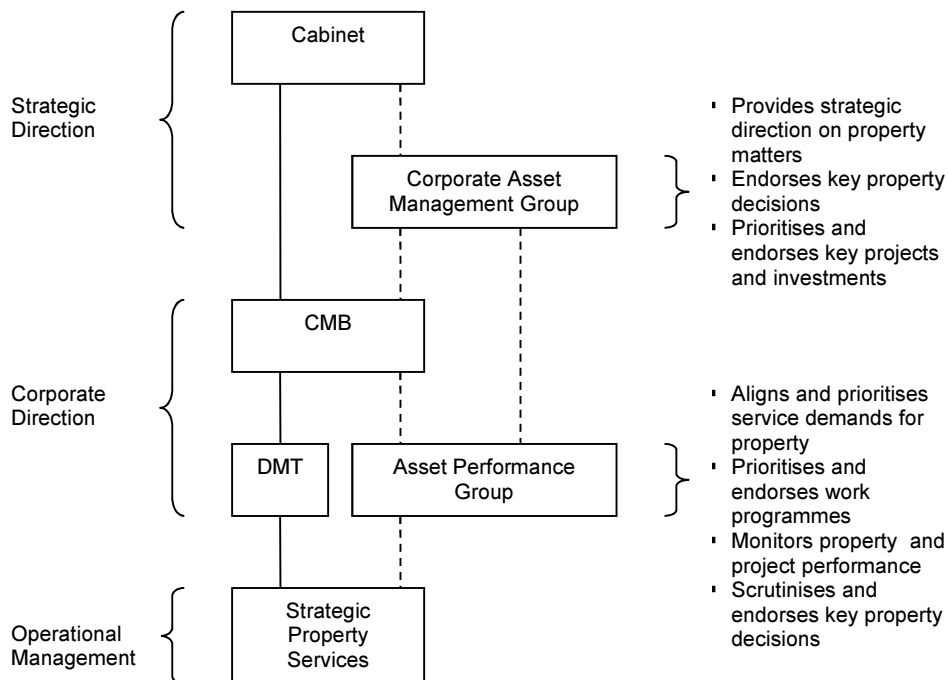 Cabinet
Strategic
Direction
▪ Provides strategic
direction on property
matters
▪ Endorses key property
decisions
▪ Prioritises and
endorses key projects
and investments
Corporate Asset
Management Group
CMB
Corporate
Direction
▪ Aligns and prioritises
service demands for
property
▪ Prioritises and
endorses work
programmes
▪ Monitors property and
project performance
▪ Scrutinises and
endorses key property
decisions
DMT
Asset Performance
Group
Operational
Management
Strategic
Property
Services